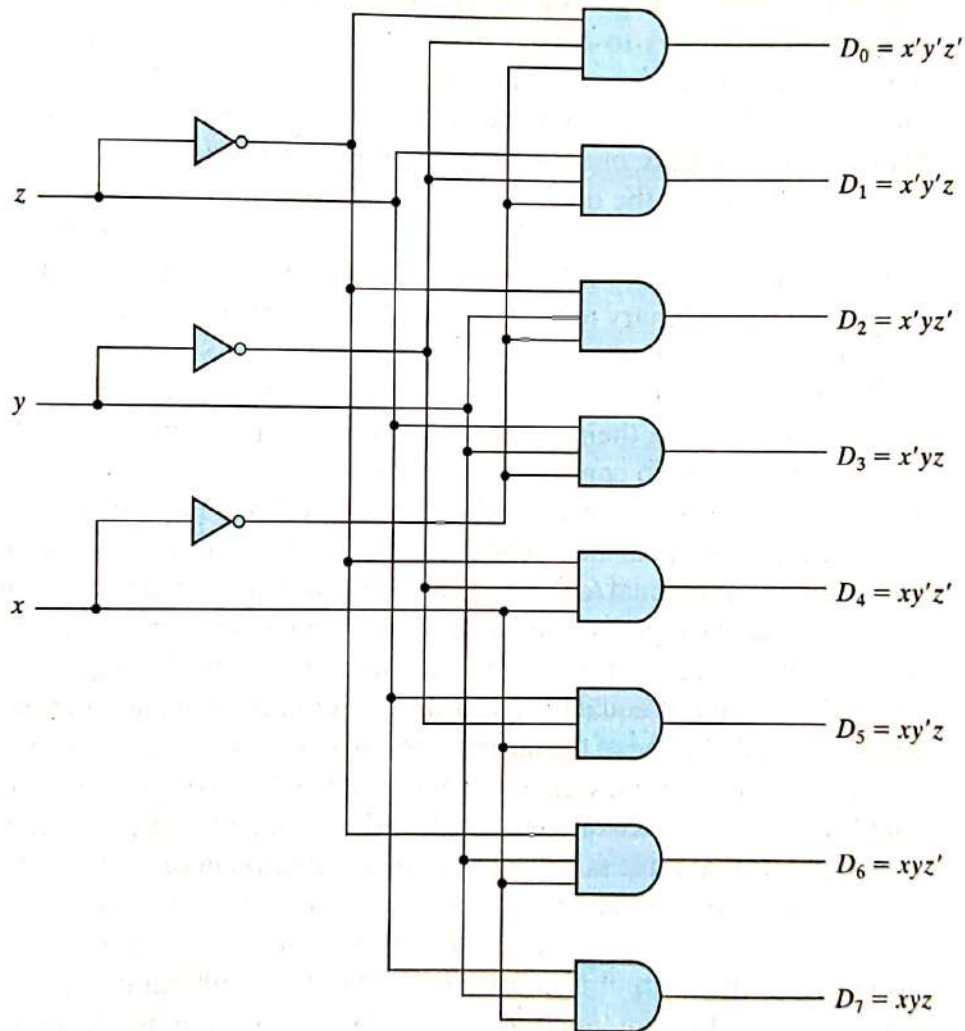 D₀ = x'y'z'
z
D₁ = x'y'z
D₂ = x'yz'
y
D₃ = x'yz
x
D₄ = xy'z'
D₅ = xy'z
D₆ = xyz'
D₇ = xyz